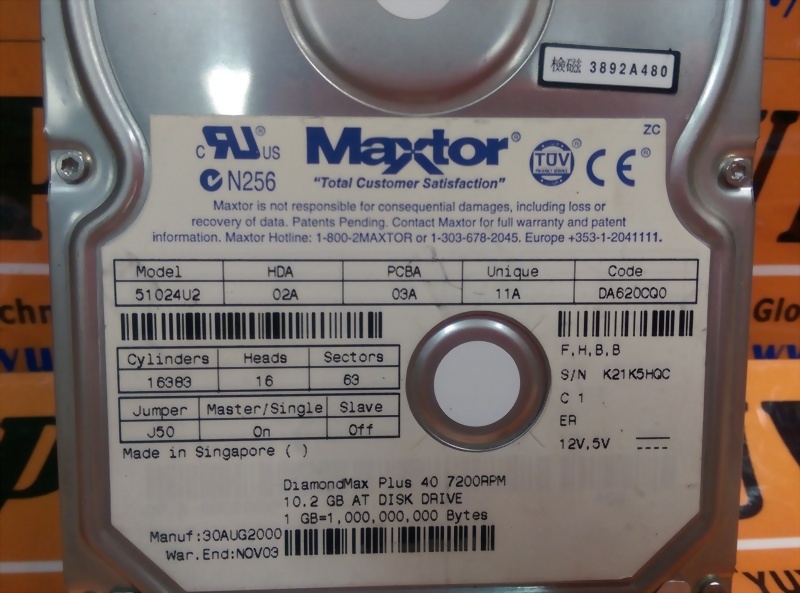 檢磁 3892A480
ZC
C UL® US Maxtor® TÜV PRODUCT SERVICE CE®
N256 "Total Customer Satisfaction"
Maxtor is not responsible for consequential damages, including loss or
recovery of data. Patents Pending. Contact Maxtor for full warranty and patent
information. Maxtor Hotline: 1-800-2MAXTOR or 1-303-678-2045. Europe +353-1-2041111.
Model HDA PCBA Unique Code
51024U2 02A 03A 11A DA620CQ0
Cylinders Heads Sectors
16383 16 63
Jumper Master/Single Slave
J50 On Off
Made in Singapore ( )
F,H,B,B
S/N K21K5HQC
C 1
ER
12V,5V
DiamondMax Plus 40 7200RPM
10.2 GB AT DISK DRIVE
1 GB=1,000,000,000 Bytes
Manuf:30AUG2000
War.End:NOV03
Glo